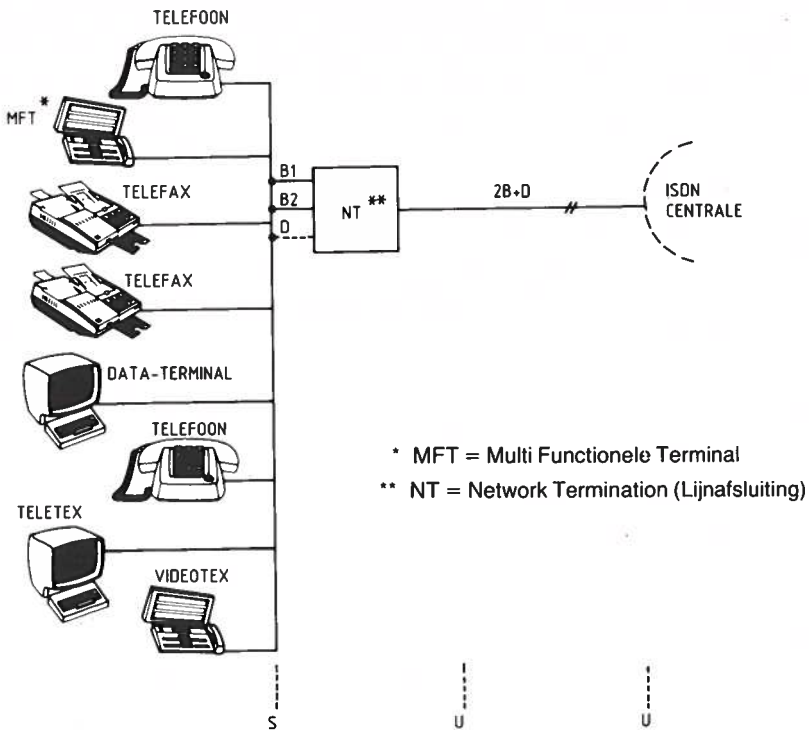 TELEFOON
MFT *
TELEFAX
B1
B2
D
NT **
2B+D
ISDN
CENTRALE
TELEFAX
DATA-TERMINAL
TELEFOON
* MFT = Multi Functionele Terminal
** NT = Network Termination (Lijnafsluiting)
TELETEX
VIDEOTEX
S
U
U